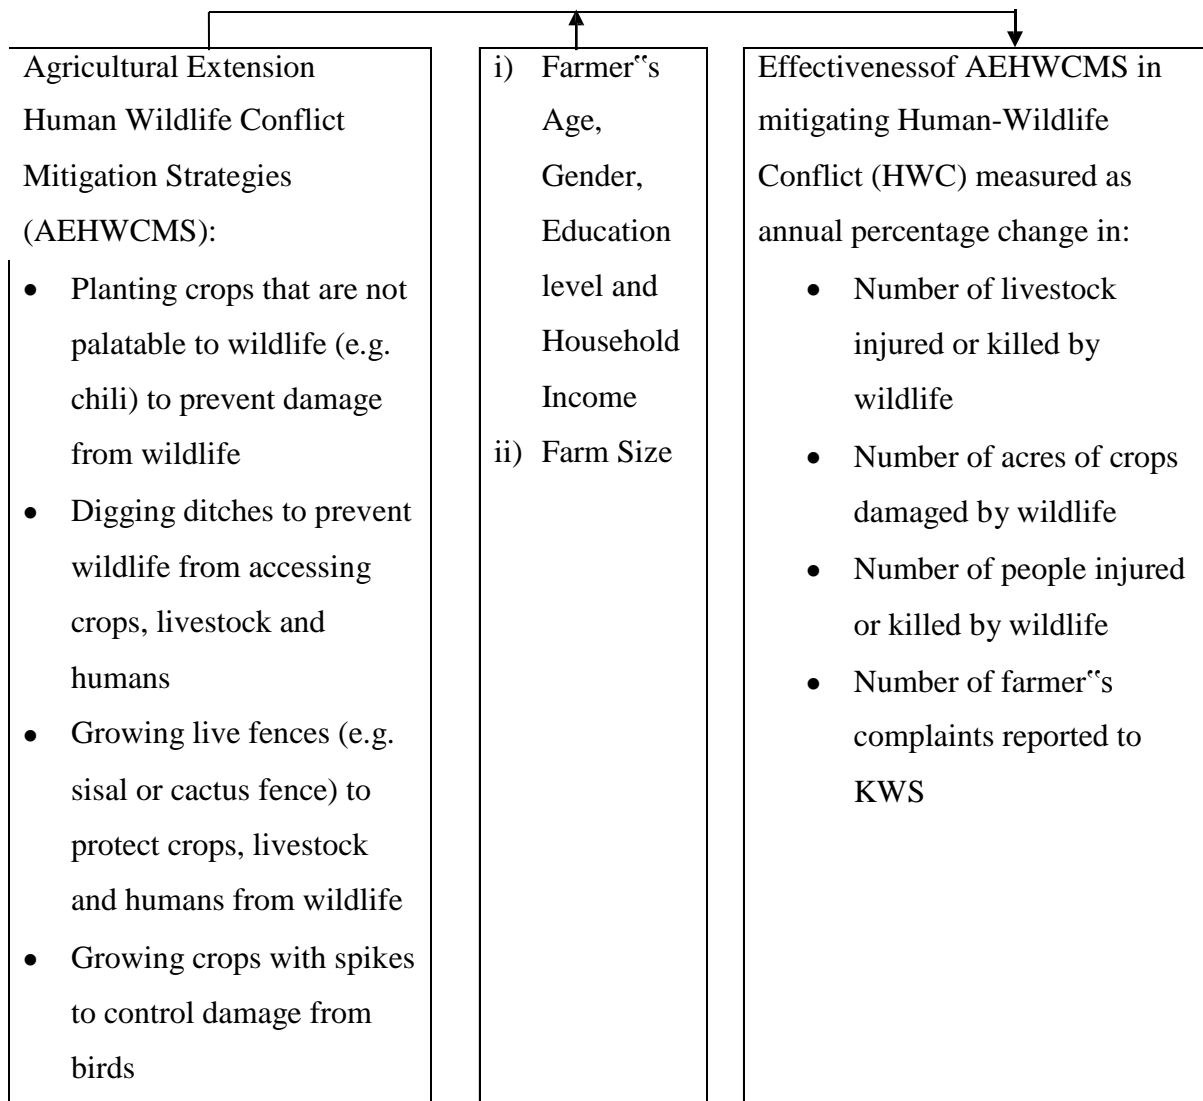 Agricultural Extension
Human Wildlife Conflict
Mitigation Strategies
(AEHWCMS):
• Planting crops that are not
palatable to wildlife (e.g.
chili) to prevent damage
from wildlife
• Digging ditches to prevent
wildlife from accessing
crops, livestock and
humans
• Growing live fences (e.g.
sisal or cactus fence) to
protect crops, livestock
and humans from wildlife
• Growing crops with spikes
to control damage from
birds
i) Farmer‟s
Age,
Gender,
Education
level and
Household
Income
ii) Farm Size
Effectivenessof AEHWCMS in
mitigating Human-Wildlife
Conflict (HWC) measured as
annual percentage change in:
• Number of livestock
injured or killed by
wildlife
• Number of acres of crops
damaged by wildlife
• Number of people injured
or killed by wildlife
• Number of farmer‟s
complaints reported to
KWS